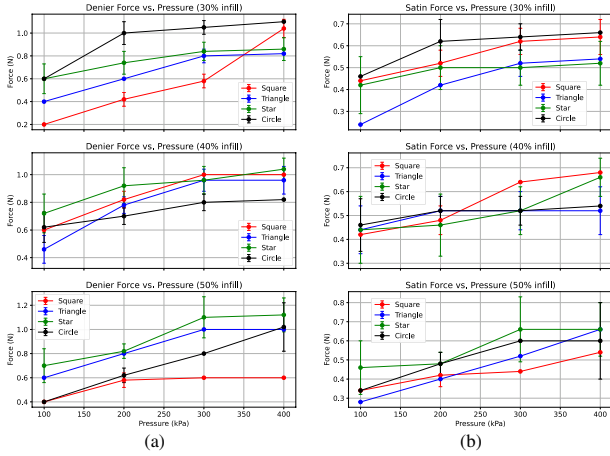 Denier Force vs. Pressure (30% infill)
Force (N)
1.0
0.8
0.6
0.4
0.2
Square
Triangle
Star
Circle
Satin Force vs. Pressure (30% infill)
Force (N)
0.7
0.6
0.5
0.4
0.3
Square
Triangle
Star
Circle
Denier Force vs. Pressure (40% infill)
Force (N)
1.0
0.8
0.6
0.4
Square
Triangle
Star
Circle
Satin Force vs. Pressure (40% infill)
Force (N)
0.7
0.6
0.5
0.4
0.3
Square
Triangle
Star
Circle
Denier Force vs. Pressure (50% infill)
Force (N)
1.2
1.0
0.8
0.6
0.4
Square
Triangle
Star
Circle
100 150 200 250 300 350 400
Pressure (kPa)
(a)
Satin Force vs. Pressure (50% infill)
Force (N)
0.8
0.7
0.6
0.5
0.4
0.3
Square
Triangle
Star
Circle
100 150 200 250 300 350 400
Pressure (kPa)
(b)